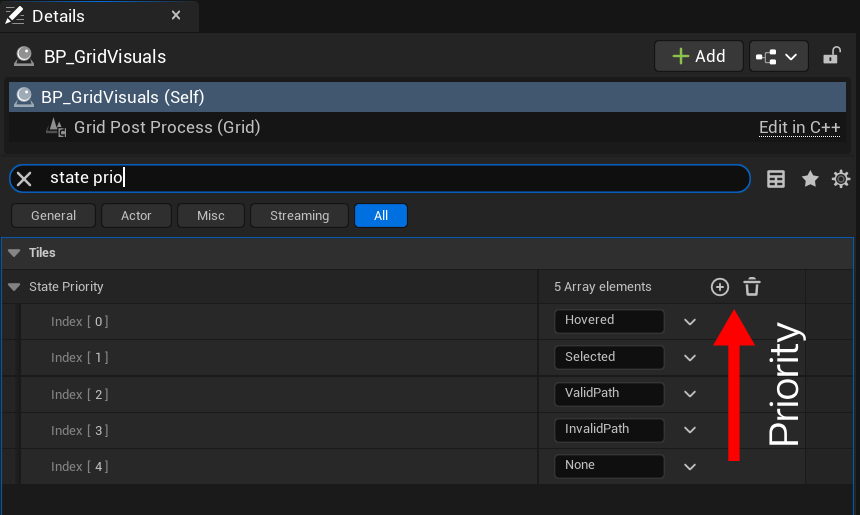 Details
BP_GridVisuals
Add
BP_GridVisuals (Self)
Grid Post Process (Grid)
Edit in C++
state prio
General Actor Misc Streaming All
Tiles
State Priority 5 Array elements
Index [ 0 ] Hovered
Index [ 1 ] Selected
Index [ 2 ] ValidPath
Index [ 3 ] InvalidPath
Index [ 4 ] None
Priority